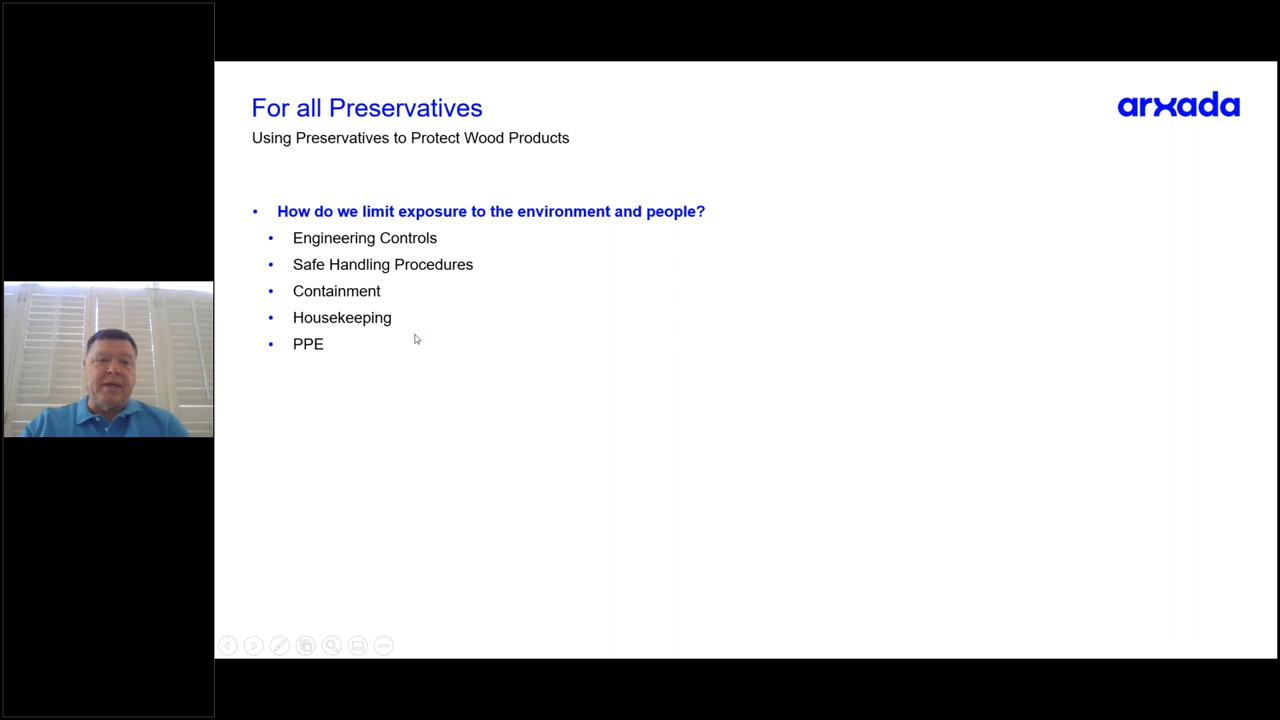 For all Preservatives
arxada
Using Preservatives to Protect Wood Products
• How do we limit exposure to the environment and people?
• Engineering Controls
• Safe Handling Procedures
• Containment
• Housekeeping
• PPE